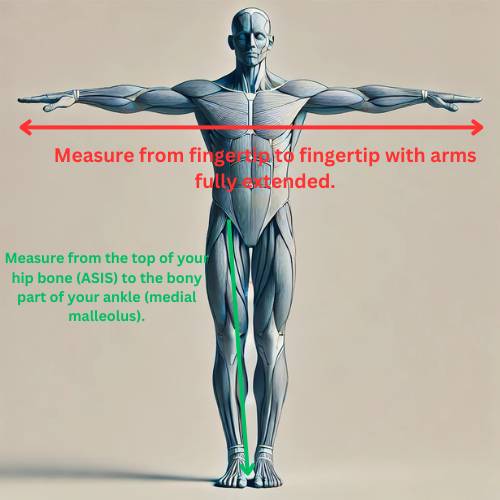 Measure from fingertip to fingertip with arms
fully extended.
Measure from the top of your
hip bone (ASIS) to the bony
part of your ankle (medial
malleolus).